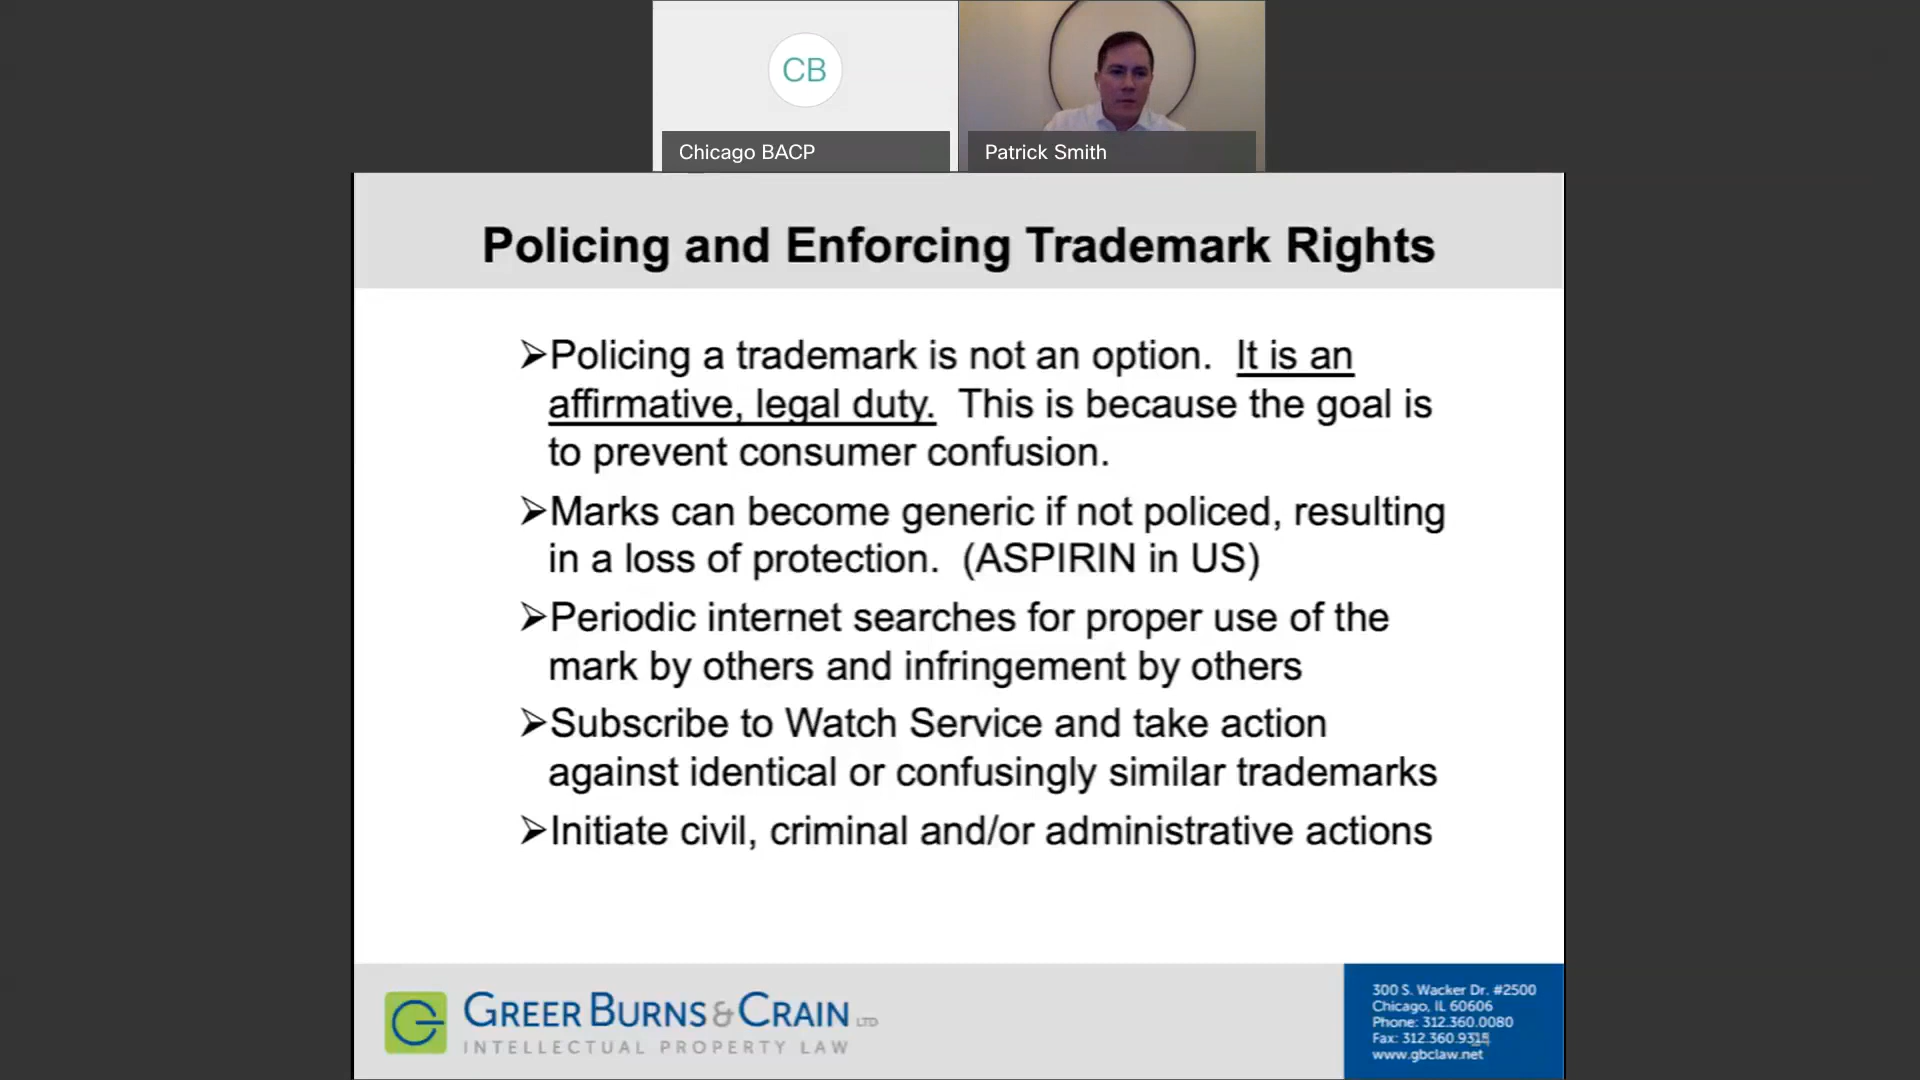 CB
Chicago BACP
Patrick Smith
Policing and Enforcing Trademark Rights
➢Policing a trademark is not an option. It is an
affirmative, legal duty. This is because the goal is
to prevent consumer confusion.
➢Marks can become generic if not policed, resulting
in a loss of protection. (ASPIRIN in US)
➢Periodic internet searches for proper use of the
mark by others and infringement by others
➢Subscribe to Watch Service and take action
against identical or confusingly similar trademarks
➢Initiate civil, criminal and/or administrative actions
GREER BURNS & CRAIN LTD
INTELLECTUAL PROPERTY LAW
300 S. Wacker Dr. #2500
Chicago, IL 60606
Phone: 312.360.0080
Fax: 312.360.9315
www.gbclaw.net